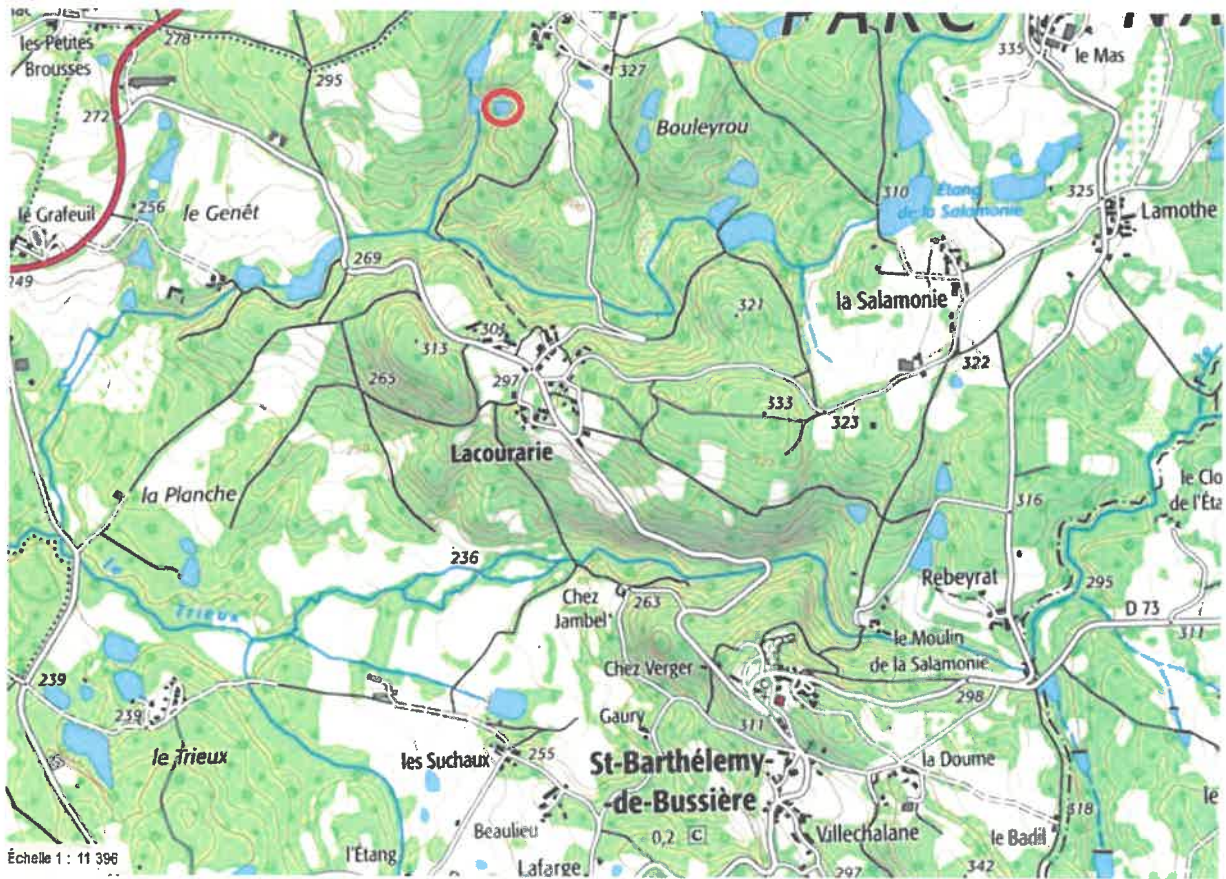 PARC NA
335
le Mas
les Petites
Brousses
278
327
295
272
Bouleyrou
le Grafeuil
256
le Genêt
310
Étang
de la Salamonie
325
Lamothe
249
269
la Salamonie
321
301
313
322
265
297
333
323
Lacourarie
la Planche
316
le Clo
de l'Éta
236
le
Trieux
Chez
Jambel
263
Rebeyrat
295
D 73
311
le Moulin
de la Salamonie
Chez Verger
298
239
239
Gaury
311
le Trieux
les Suchaux
255
St-Barthélemy-
-de-Bussière
0,2 C
la Doume
le
Beaulieu
Villechalane
le Badil
318
l'Étang
Lafarge
297
342
Échelle 1 : 11 396